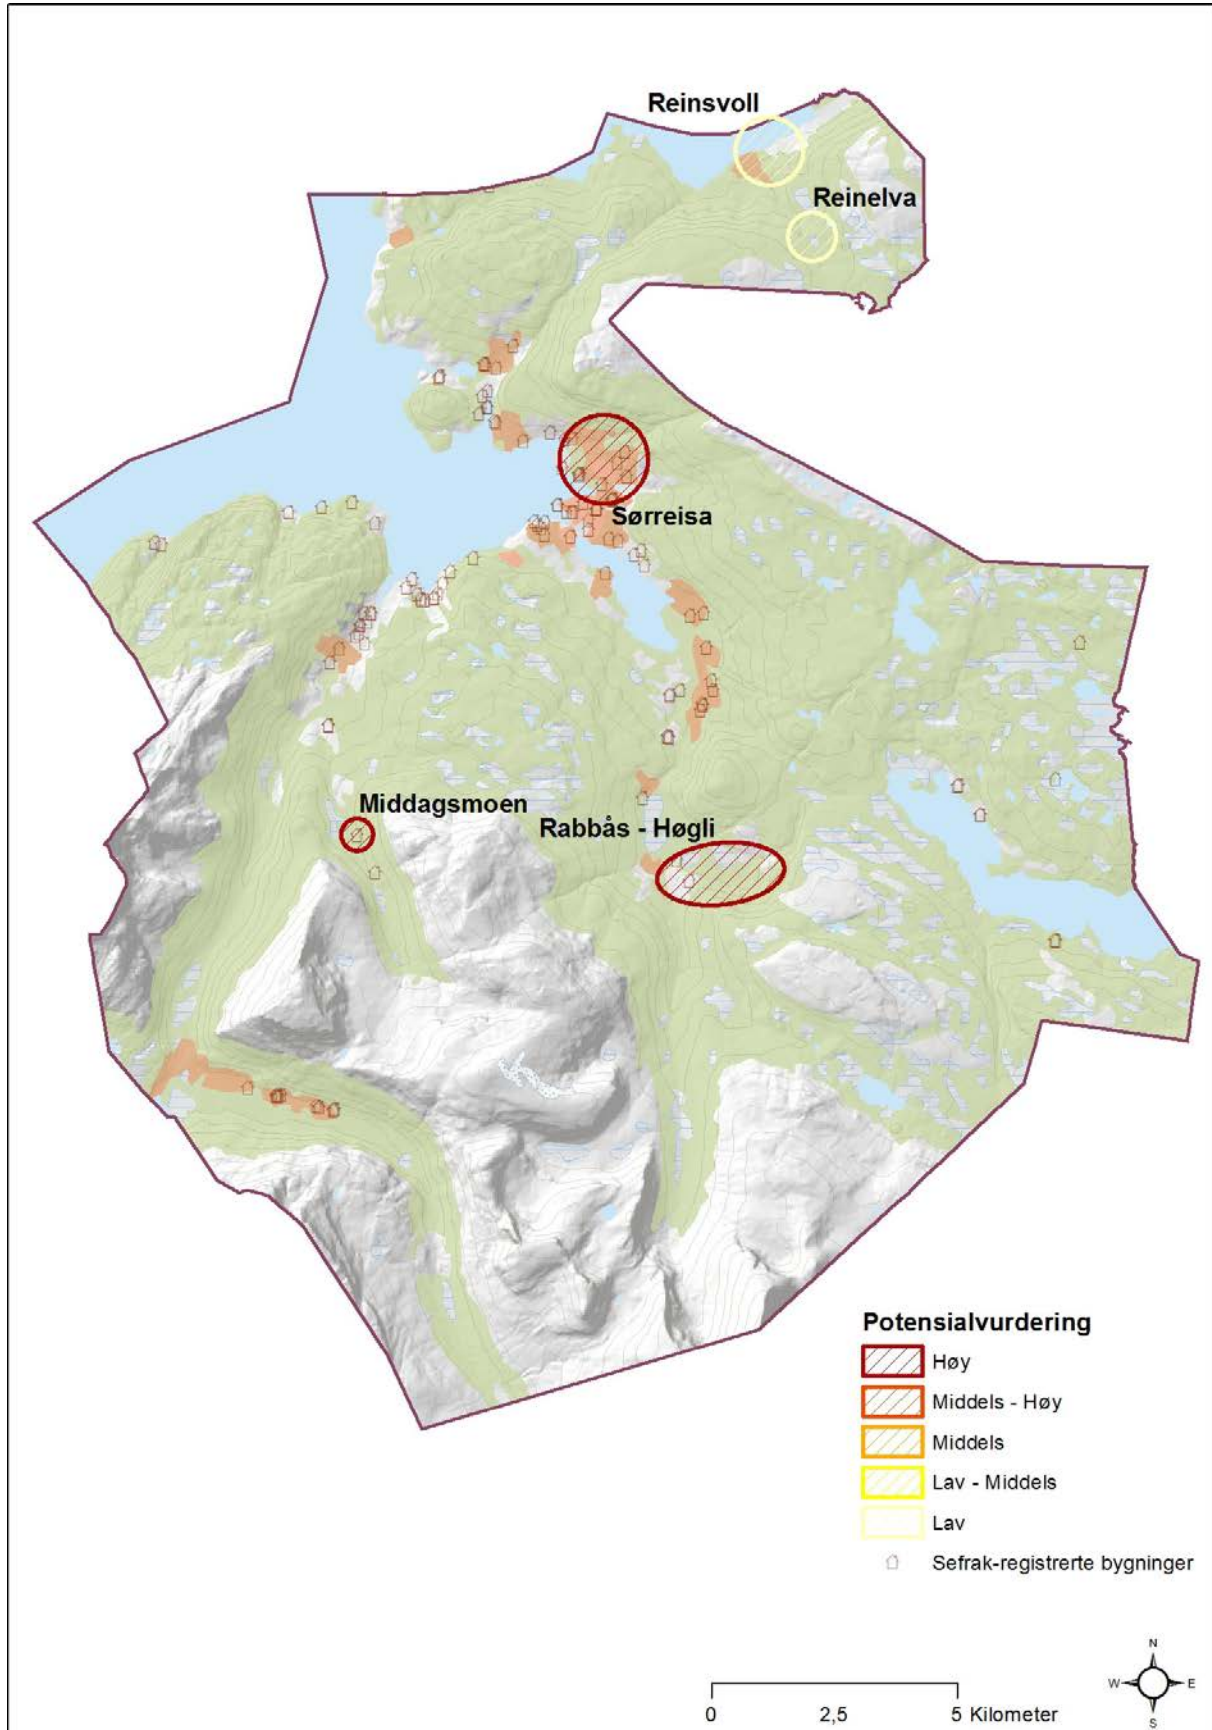 Reinsvoll
Reinelva
Sørreisa
Middagsmoen
Rabbås - Høgli
Potensialvurdering
Høy
Middels - Høy
Middels
Lav - Middels
Lav
Sefrak-registrerte bygninger
N
W E
S
0 2,5 5 Kilometer